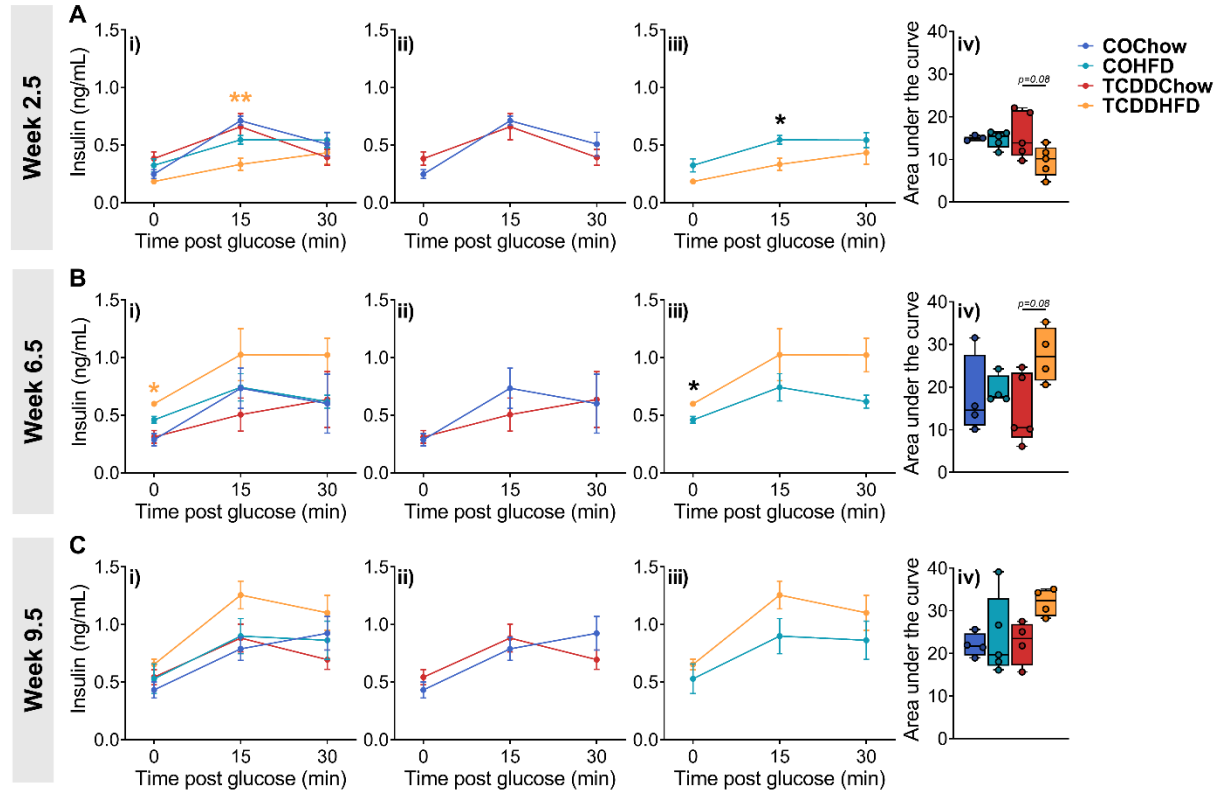 Week 2.5
A
i)
Insulin (ng/mL)
1.5
1.0
0.5
0.0
**
0 15 30
Time post glucose (min)
ii)
1.5
1.0
0.5
0.0
0 15 30
Time post glucose (min)
iii)
1.5
1.0
0.5
0.0
*
0 15 30
Time post glucose (min)
iv)
Area under the curve
40
30
20
10
0
p=0.08
COChow
COHFD
TCDDChow
TCDDHFD
Week 6.5
B
i)
Insulin (ng/mL)
1.5
1.0
0.5
0.0
*
0 15 30
Time post glucose (min)
ii)
1.5
1.0
0.5
0.0
0 15 30
Time post glucose (min)
iii)
1.5
1.0
0.5
0.0
*
0 15 30
Time post glucose (min)
iv)
Area under the curve
40
30
20
10
0
p=0.08
Week 9.5
C
i)
Insulin (ng/mL)
1.5
1.0
0.5
0.0
0 15 30
Time post glucose (min)
ii)
1.5
1.0
0.5
0.0
0 15 30
Time post glucose (min)
iii)
1.5
1.0
0.5
0.0
0 15 30
Time post glucose (min)
iv)
Area under the curve
40
30
20
10
0